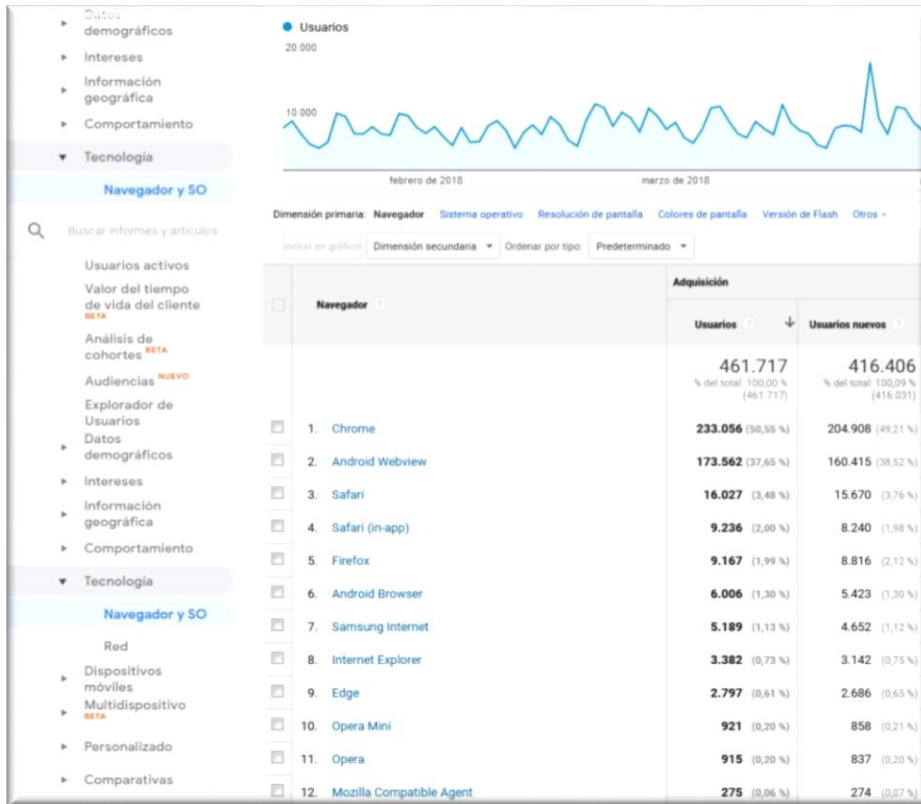 Datos
demográficos
Intereses
Información
geográfica
Comportamiento
Tecnología
Navegador y SO
Buscar informes y artículos
Usuarios activos
Valor del tiempo
de vida del cliente
BETA
Análisis de
cohortes BETA
Audiencias NUEVO
Explorador de
Usuarios
Datos
demográficos
Intereses
Información
geográfica
Comportamiento
Tecnología
Navegador y SO
Red
Dispositivos
móviles
Multidispositivo
BETA
Personalizado
Comparativas
Usuarios
20.000
10.000
febrero de 2018 marzo de 2018
Dimensión primaria: Navegador Sistema operativo Resolución de pantalla Colores de pantalla Versión de Flash Otros
Incluir en gráfico Dimensión secundaria Ordenar por tipo: Predeterminado
Adquisición
Navegador ? Usuarios ? Usuarios nuevos ?
461.717 416.406
% del total: 100,00 % % del total: 100,09 %
(461.717) (416.031)
1. Chrome 233.056 (50,55 %) 204.908 (49,21 %)
2. Android Webview 173.562 (37,65 %) 160.415 (38,52 %)
3. Safari 16.027 (3,48 %) 15.670 (3,76 %)
4. Safari (in-app) 9.236 (2,00 %) 8.240 (1,98 %)
5. Firefox 9.167 (1,99 %) 8.816 (2,12 %)
6. Android Browser 6.006 (1,30 %) 5.423 (1,30 %)
7. Samsung Internet 5.189 (1,13 %) 4.652 (1,12 %)
8. Internet Explorer 3.382 (0,73 %) 3.142 (0,75 %)
9. Edge 2.797 (0,61 %) 2.686 (0,65 %)
10. Opera Mini 921 (0,20 %) 858 (0,21 %)
11. Opera 915 (0,20 %) 837 (0,20 %)
12. Mozilla Compatible Agent 275 (0,06 %) 274 (0,07 %)